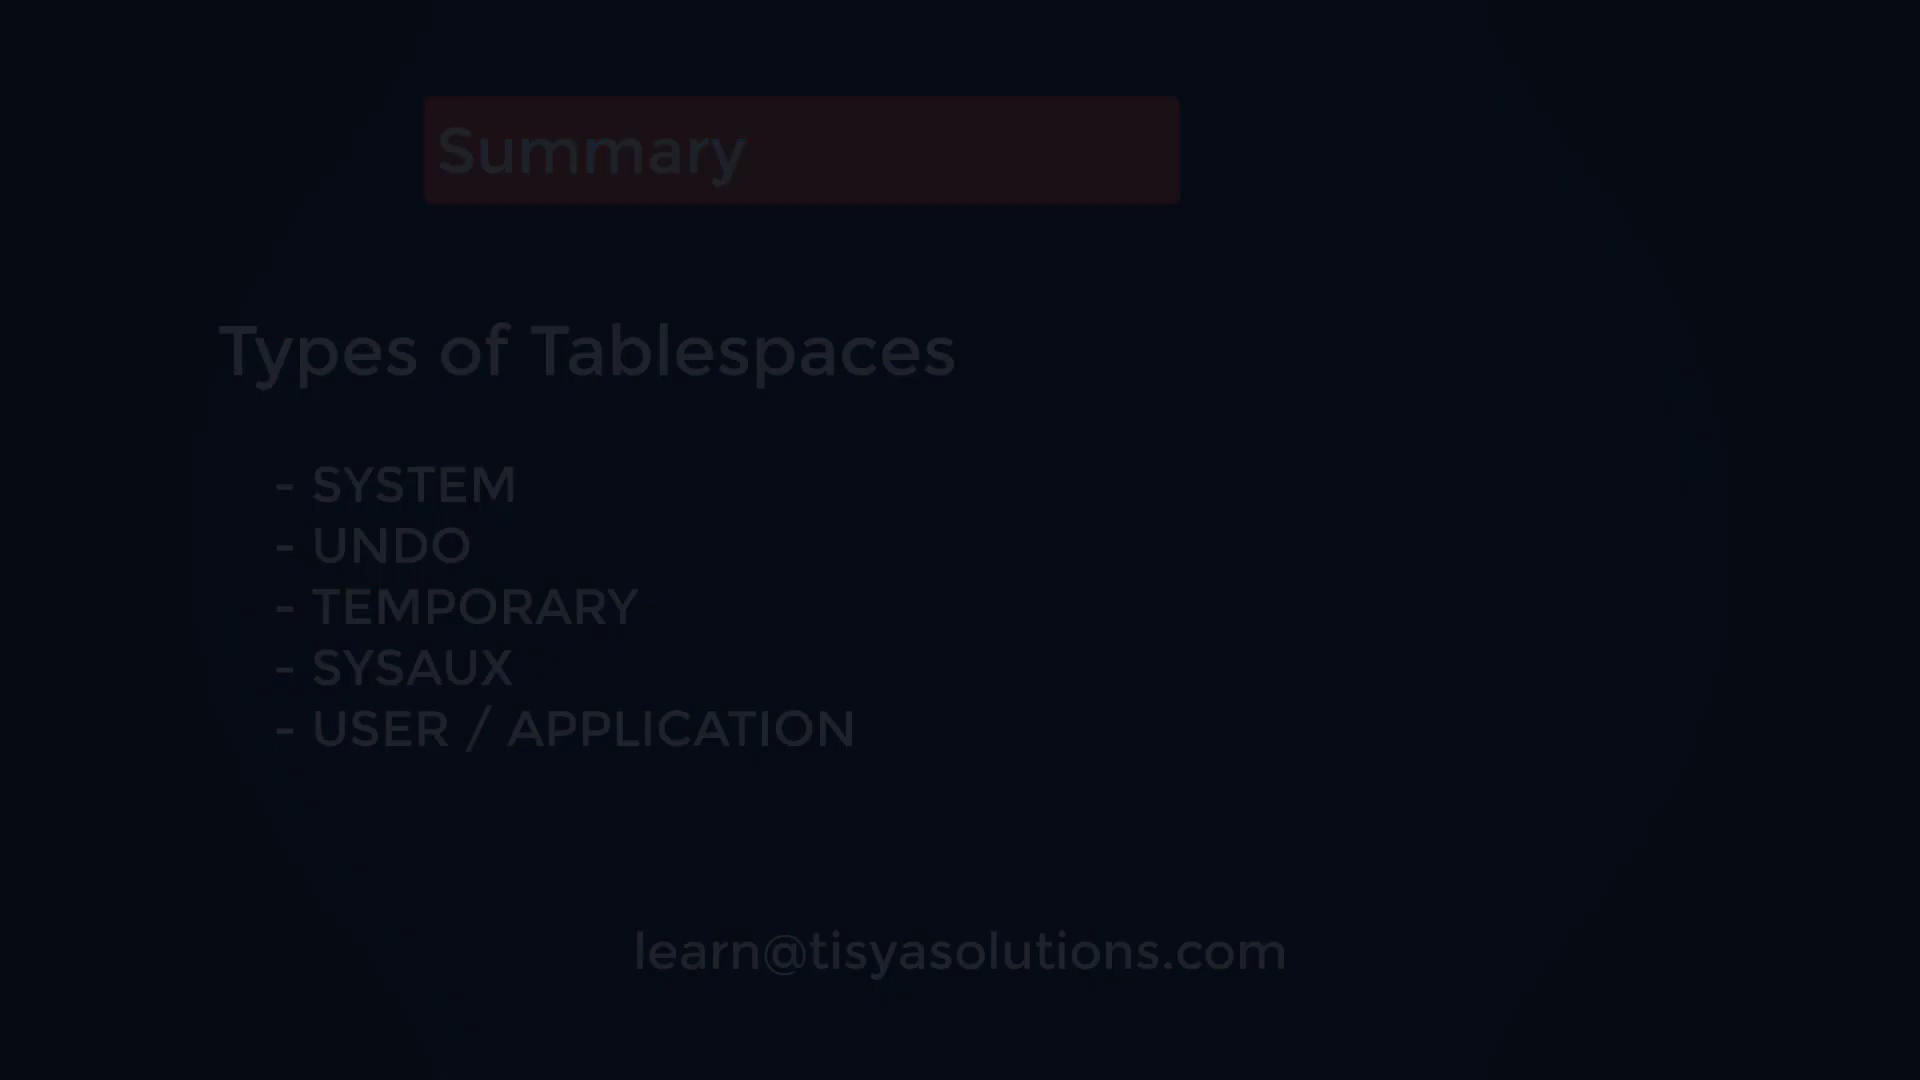 Summary
Types of Tablespaces
- SYSTEM
- UNDO
- TEMPORARY
- SYSAUX
- USER / APPLICATION
learn@tisyasolutions.com